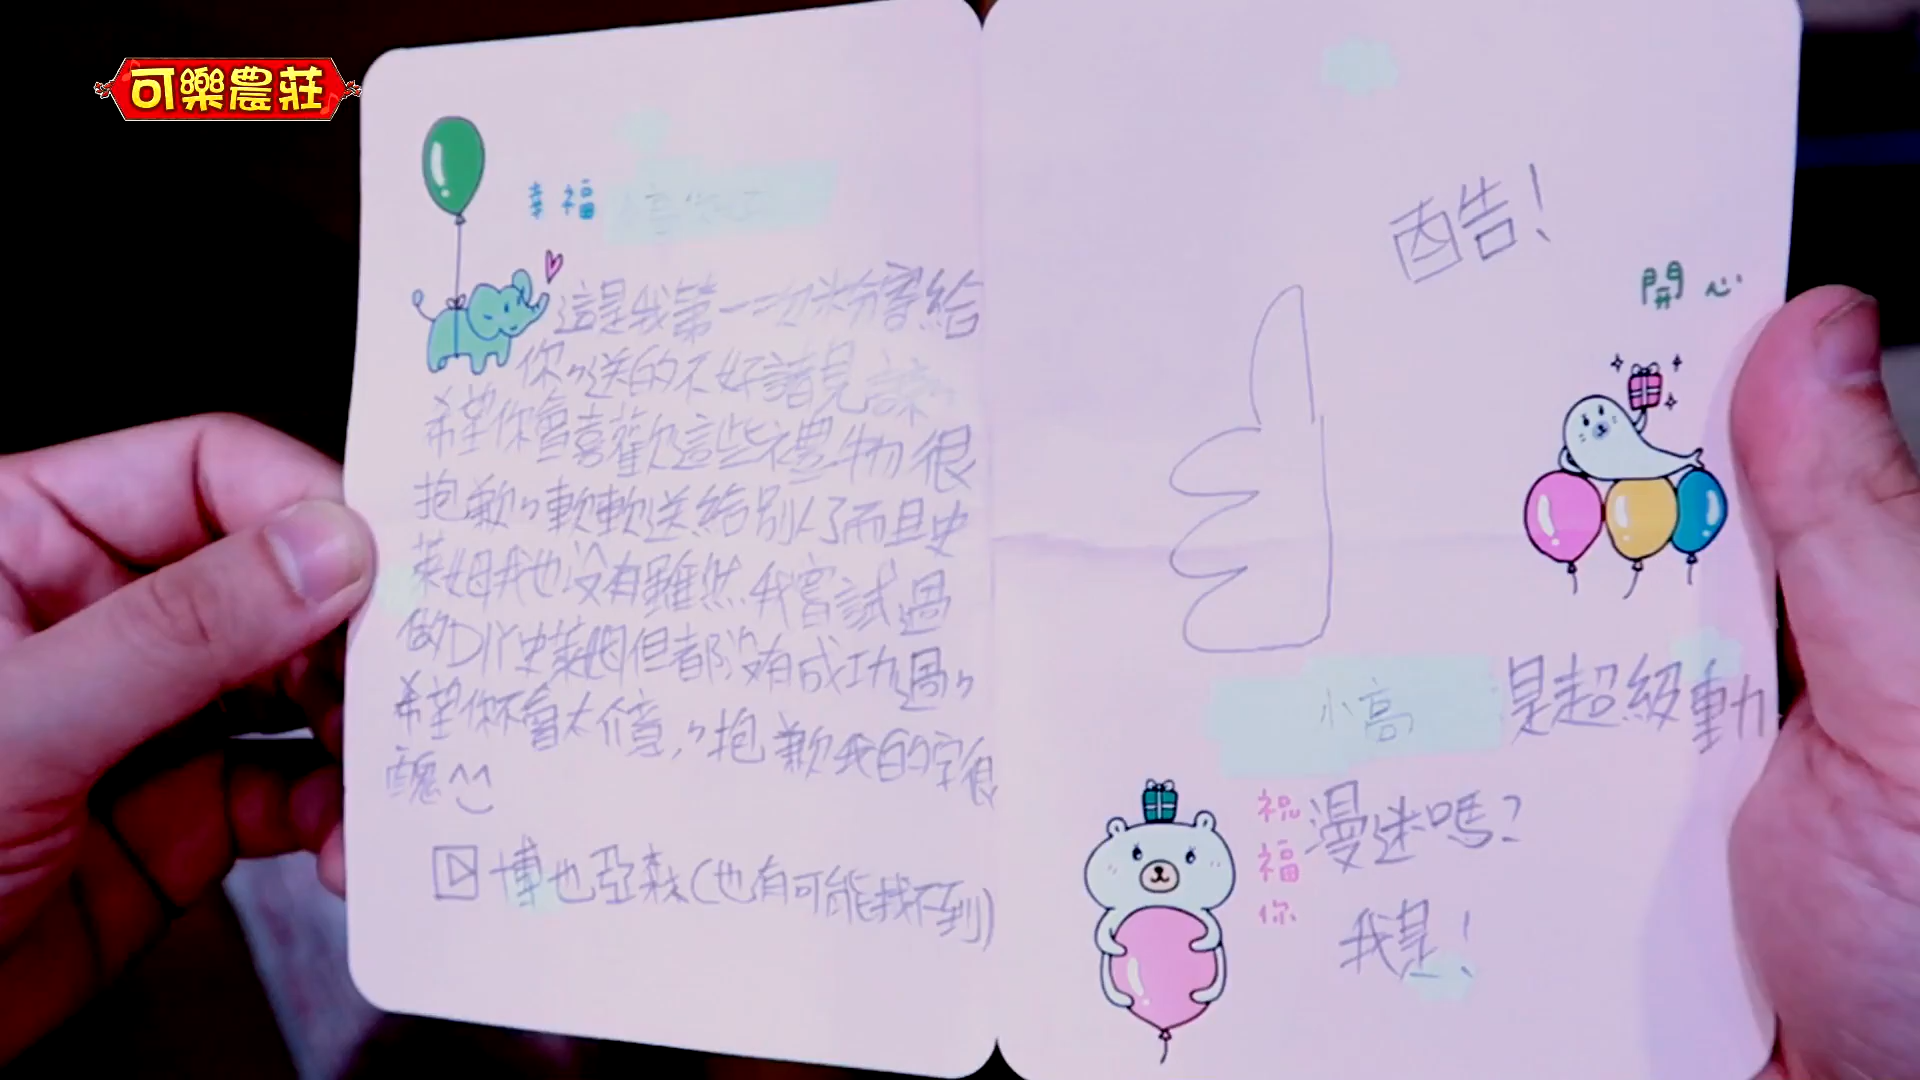 可樂農莊
幸福
這是我第一次米分享給
你,,送的不好請見諒,,
希望你會喜歡這些禮物很
抱歉,,軟軟送給別人了而且史
萊姆我也沒有雖然我嘗試過
做DIY史萊姆但都沒有成功過,,
希望你不會太介意,,抱歉我的字很
醜^^
博也亞森(也有可能找不到)
酷!
開心
小高 是超級動
漫迷嗎?
我是!
祝福你